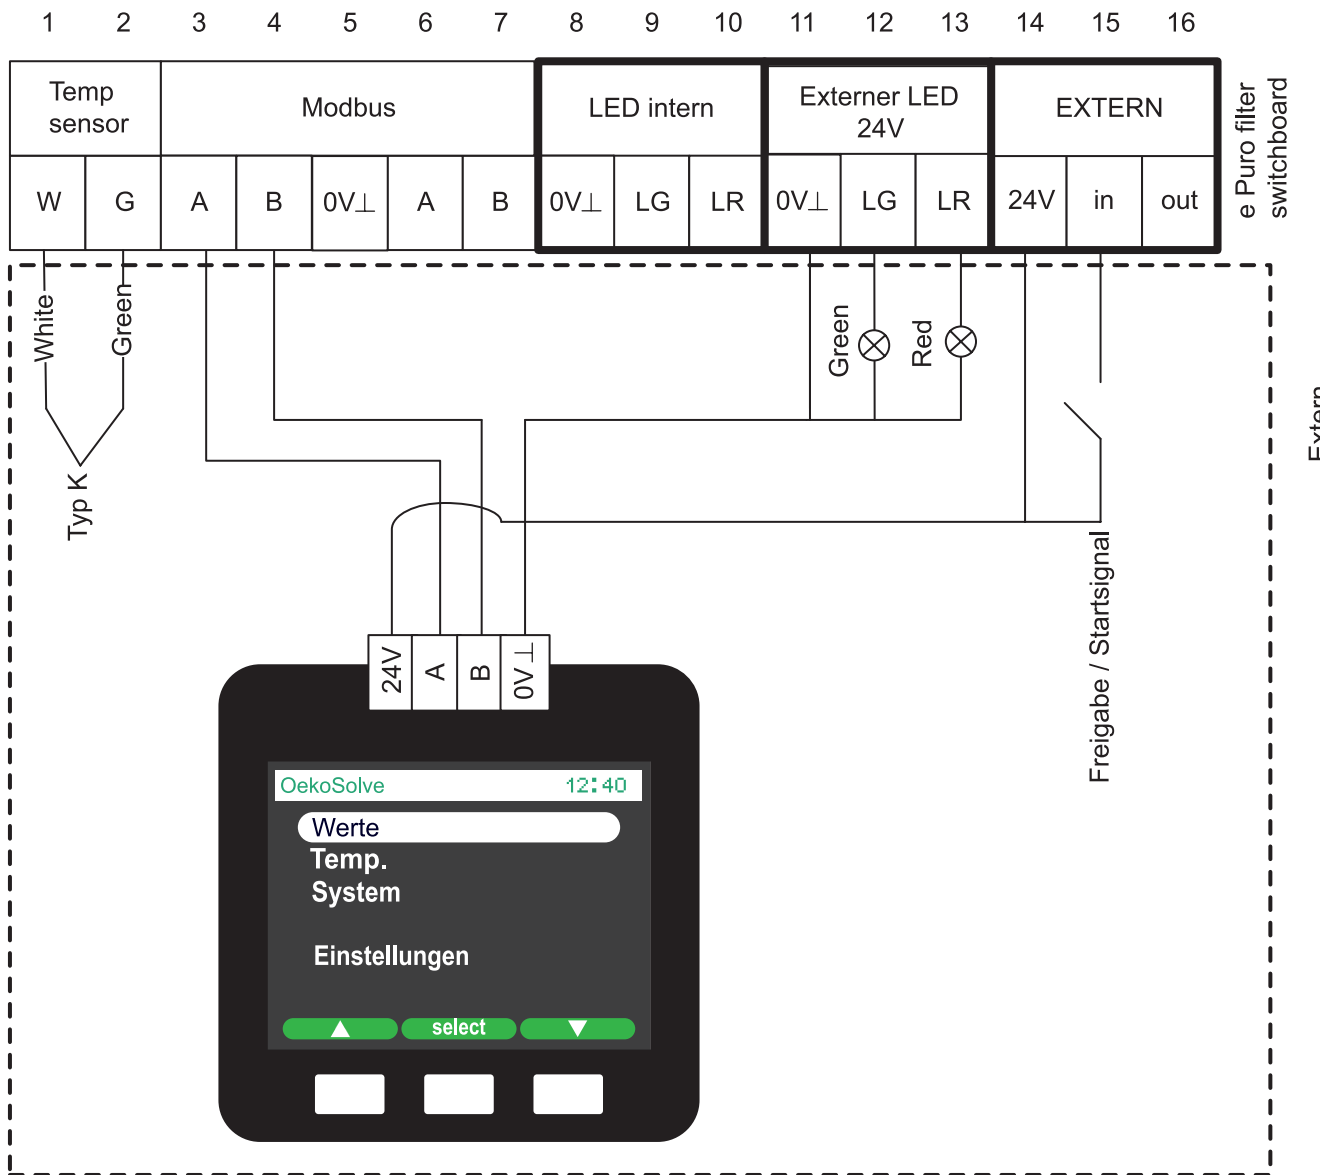 1 2 3 4 5 6 7 8 9 10 11 12 13 14 15 16
Temp
sensor
Modbus
LED intern
Externer LED
24V
EXTERN
W G A B 0V⊥ A B 0V⊥ LG LR 0V⊥ LG LR 24V in out
e Puro filter
switchboard
White
Green
Typ K
Green
Red
Extern
Freigabe / Startsignal
24V A B 0V⊥
OekoSolve 12:40
Werte
Temp.
System
Einstellungen
select